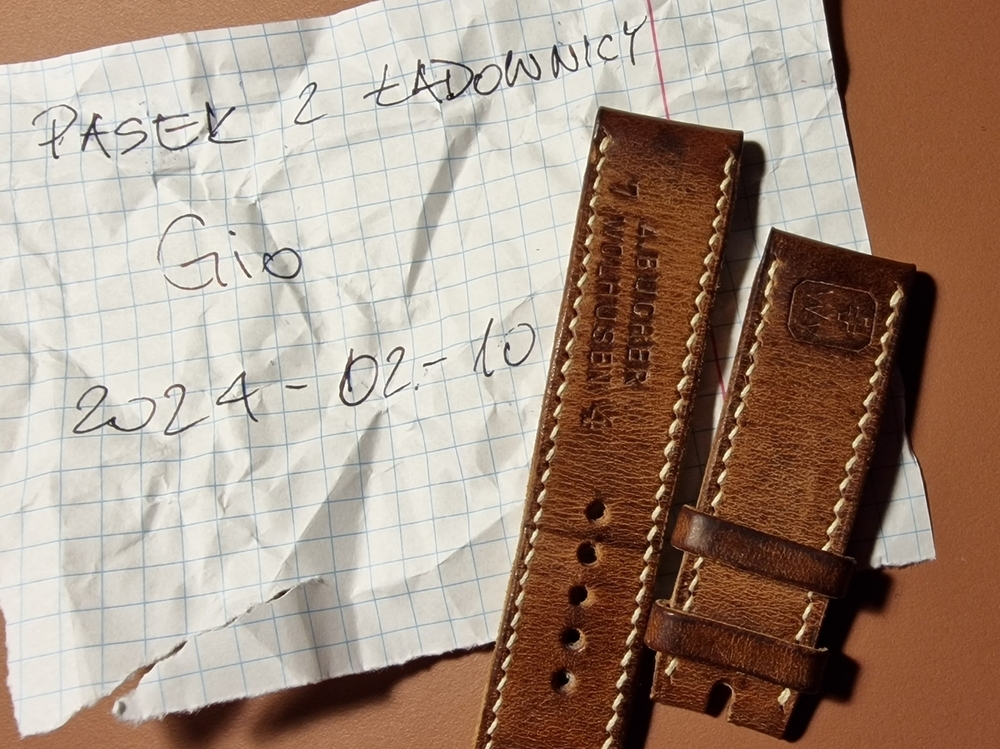 PASEK Z ŁADOWNICY
Gio
2024-02-10
BUCHER
WOLHUSEN